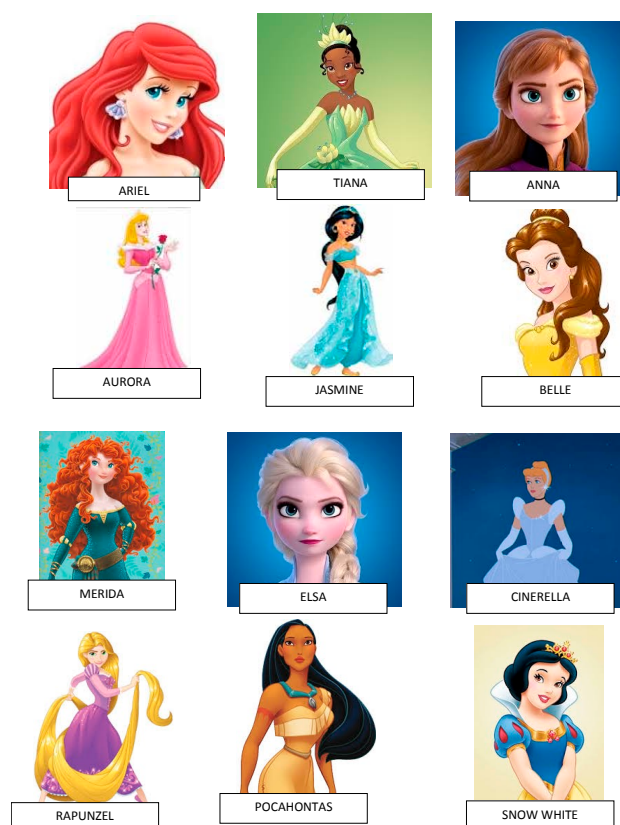 ARIEL
TIANA
ANNA
AURORA
JASMINE
BELLE
MERIDA
ELSA
CINERELLA
RAPUNZEL
POCAHONTAS
SNOW WHITE